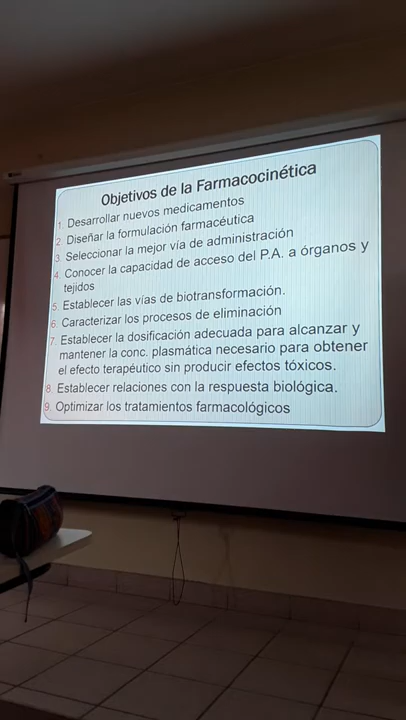 Objetivos de la Farmacocinética
1. Desarrollar nuevos medicamentos
2. Diseñar la formulación farmacéutica
3. Seleccionar la mejor vía de administración
4. Conocer la capacidad de acceso del P.A. a órganos y
tejidos
5. Establecer las vías de biotransformación.
6. Caracterizar los procesos de eliminación
7. Establecer la dosificación adecuada para alcanzar y
mantener la conc. plasmática necesario para obtener
el efecto terapéutico sin producir efectos tóxicos.
8. Establecer relaciones con la respuesta biológica.
9. Optimizar los tratamientos farmacológicos